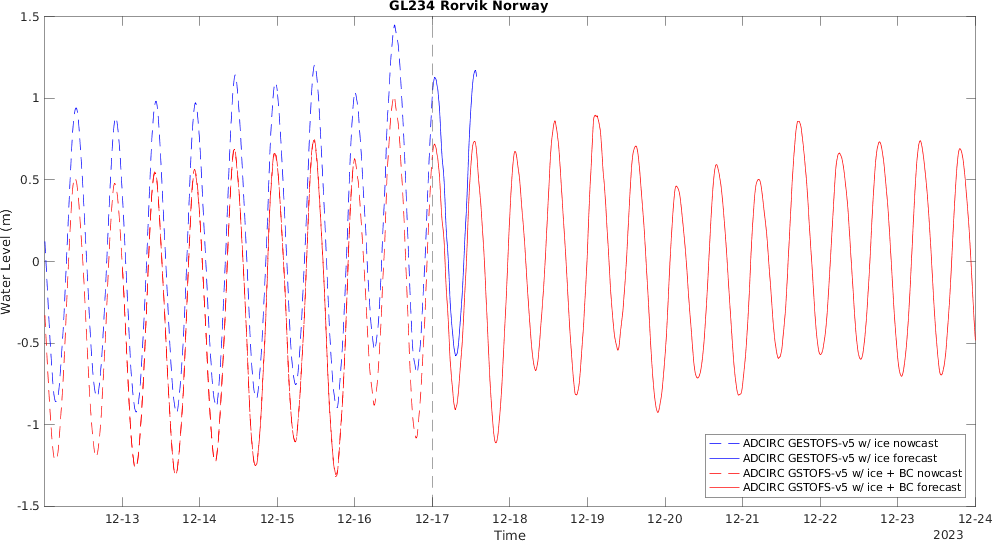 GL234 Rorvik Norway
1.5
1
0.5
0
-0.5
-1
-1.5
Water Level (m)
12-13 12-14 12-15 12-16 12-17 12-18 12-19 12-20 12-21 12-22 12-23 12-24
Time
2023
ADCIRC GESTOFS-v5 w/ ice nowcast
ADCIRC GESTOFS-v5 w/ ice forecast
ADCIRC GSTOFS-v5 w/ ice + BC nowcast
ADCIRC GSTOFS-v5 w/ ice + BC forecast